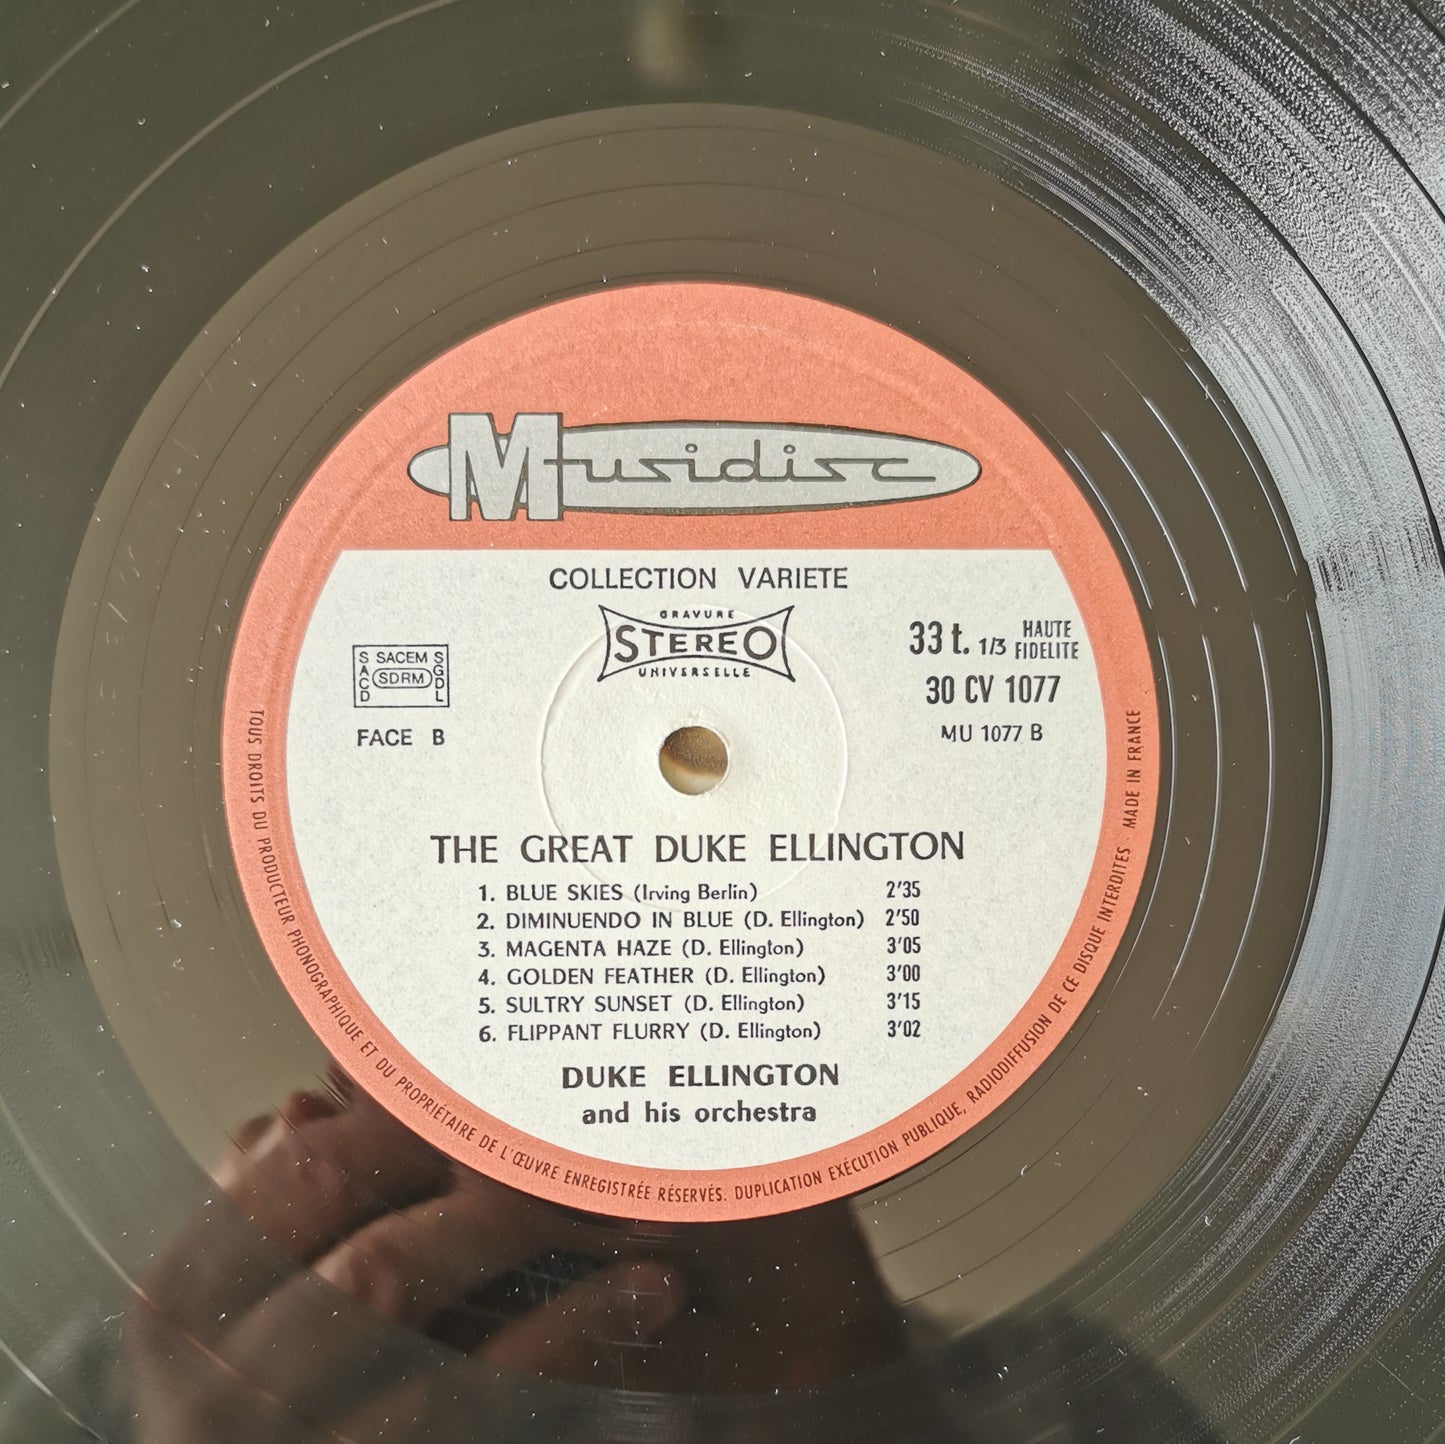 Musidisc
COLLECTION VARIETE
GRAVURE
STEREO
UNIVERSELLE
33 t. 1/3 HAUTE FIDELITE
30 CV 1077
MU 1077 B
SACD SACEM SGDL
SDRM
FACE B
THE GREAT DUKE ELLINGTON
1. BLUE SKIES (Irving Berlin) 2'35
2. DIMINUENDO IN BLUE (D. Ellington) 2'50
3. MAGENTA HAZE (D. Ellington) 3'05
4. GOLDEN FEATHER (D. Ellington) 3'00
5. SULTRY SUNSET (D. Ellington) 3'15
6. FLIPPANT FLURRY (D. Ellington) 3'02
DUKE ELLINGTON
and his orchestra
TOUS DROITS DU PRODUCTEUR PHONOGRAPHIQUE ET DU PROPRIÉTAIRE DE L'ŒUVRE ENREGISTRÉE RÉSERVÉS. DUPLICATION EXÉCUTION PUBLIQUE, RADIODIFFUSION DE CE DISQUE INTERDITES · MADE IN FRANCE